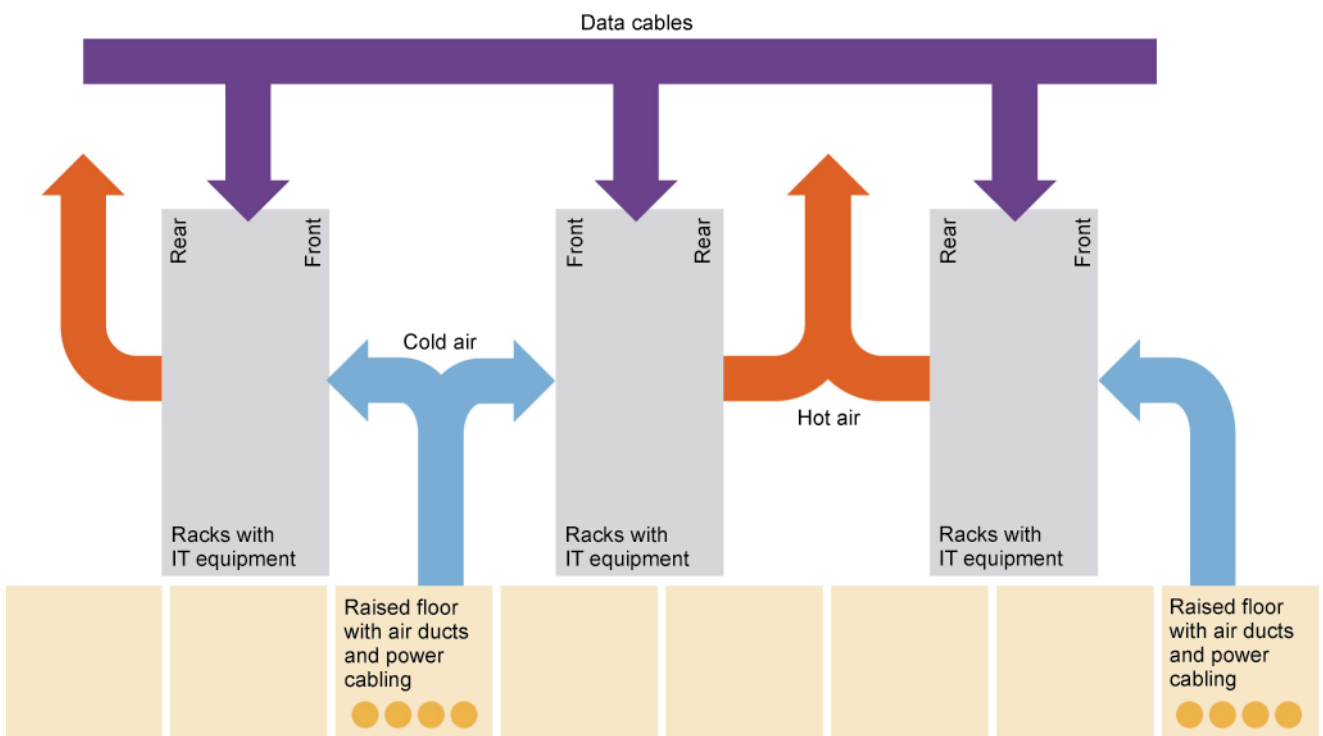 Data cables
Rear
Front
Front
Rear
Rear
Front
Cold air
Hot air
Racks with
IT equipment
Racks with
IT equipment
Racks with
IT equipment
Raised floor
with air ducts
and power
cabling
Raised floor
with air ducts
and power
cabling